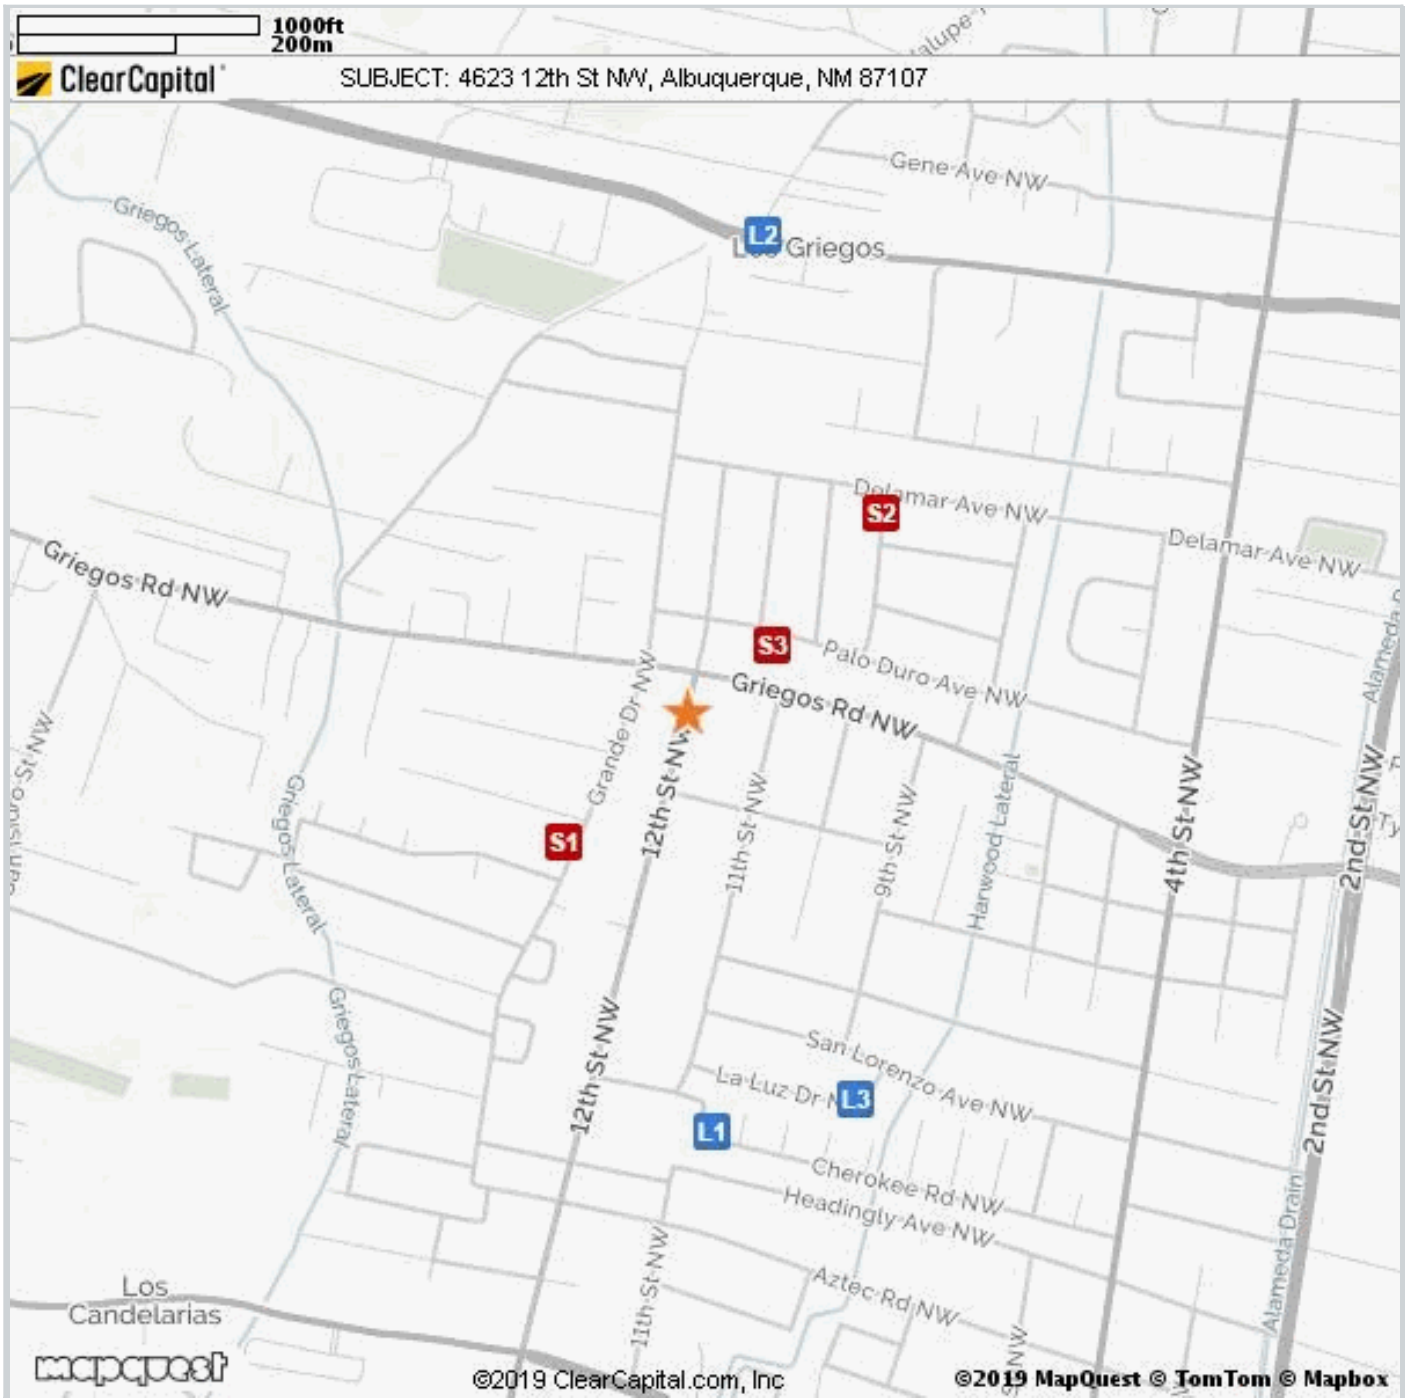 1000ft
200m
ClearCapital
SUBJECT: 4623 12th St NW, Albuquerque, NM 87107
Gene Ave NW
Griegos Lateral
L2
Griegos
Delamar Ave NW
S2
Delamar Ave NW
Griegos Rd NW
S3
Palo Duro Ave NW
Griegos Rd NW
Grande Dr NW
12th St NW
11th St NW
9th St NW
Harwood Lateral
4th St NW
2nd St NW
S1
Griegos Lateral
Griegos Lateral
12th St NW
San Lorenzo Ave NW
La Luz Dr N
L3
L1
Cherokee Rd NW
Headingly Ave NW
2nd St NW
Alameda Drain
11th St NW
Aztec Rd NW
Los
Candelarias
mapquest
©2019 ClearCapital.com, Inc
©2019 MapQuest © TomTom © Mapbox